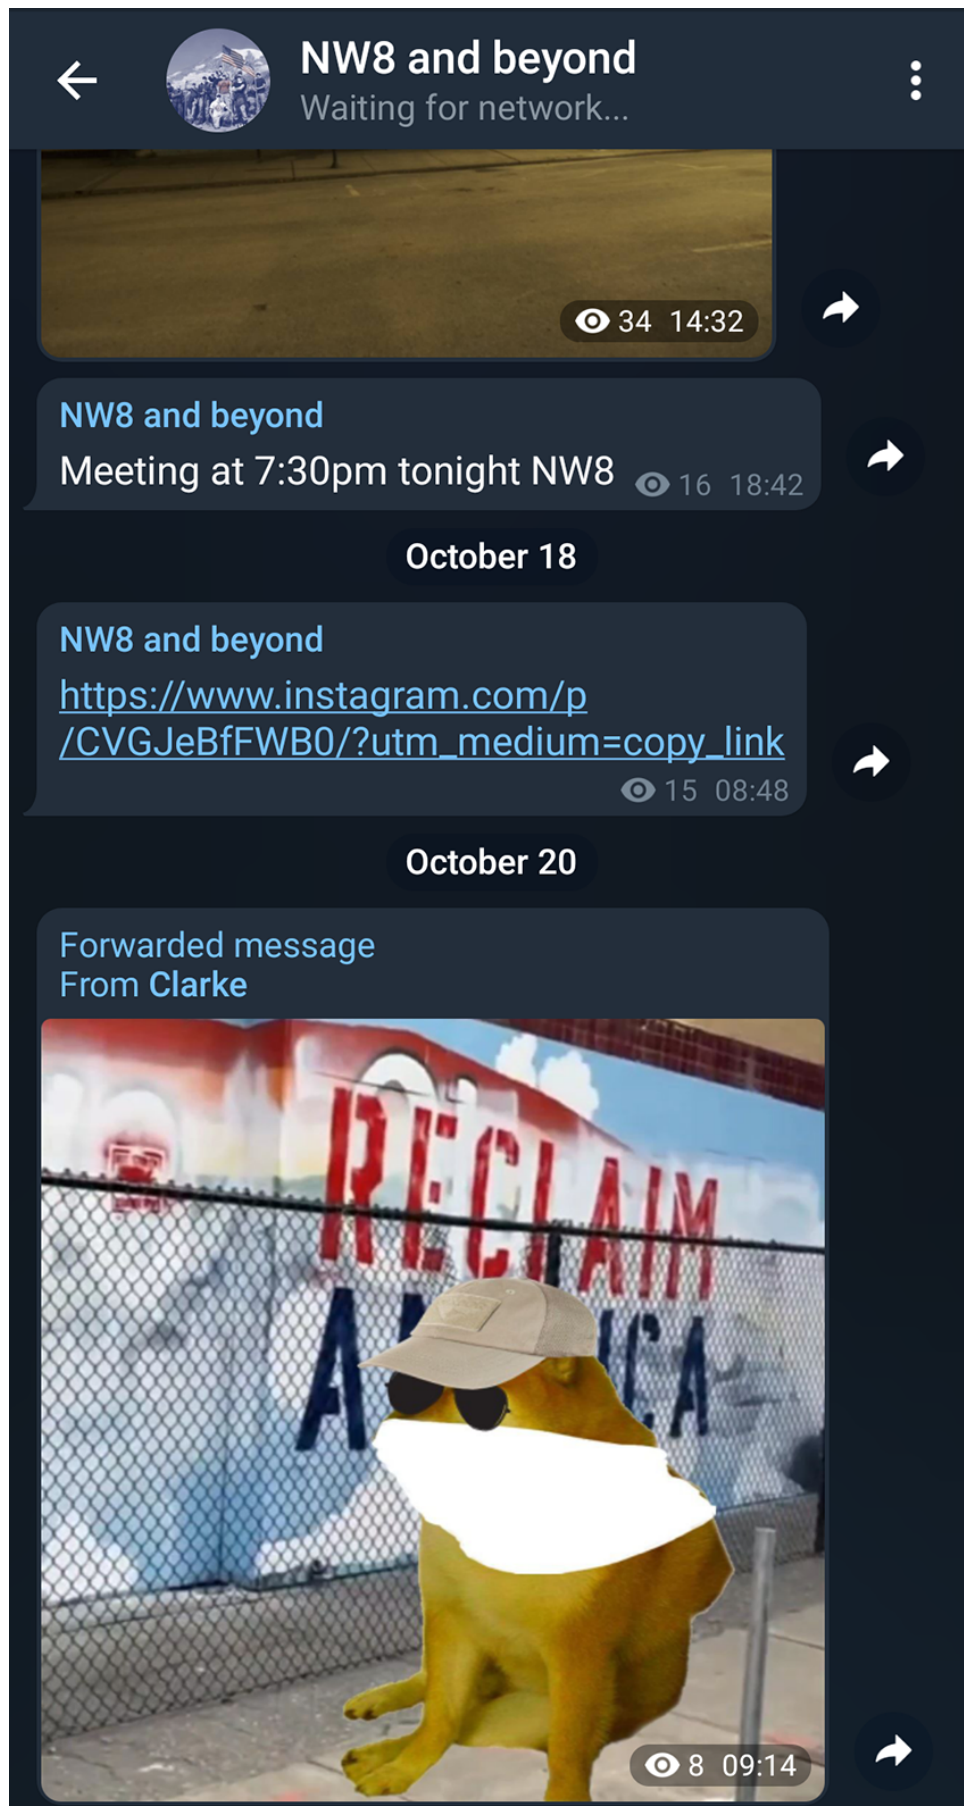 NW8 and beyond
Waiting for network...
34 14:32
NW8 and beyond
Meeting at 7:30pm tonight NW8
16 18:42
October 18
NW8 and beyond
https://www.instagram.com/p
/CVGJeBfFWB0/?utm_medium=copy_link
15 08:48
October 20
Forwarded message
From Clarke
RECLAIM
A ICA
8 09:14